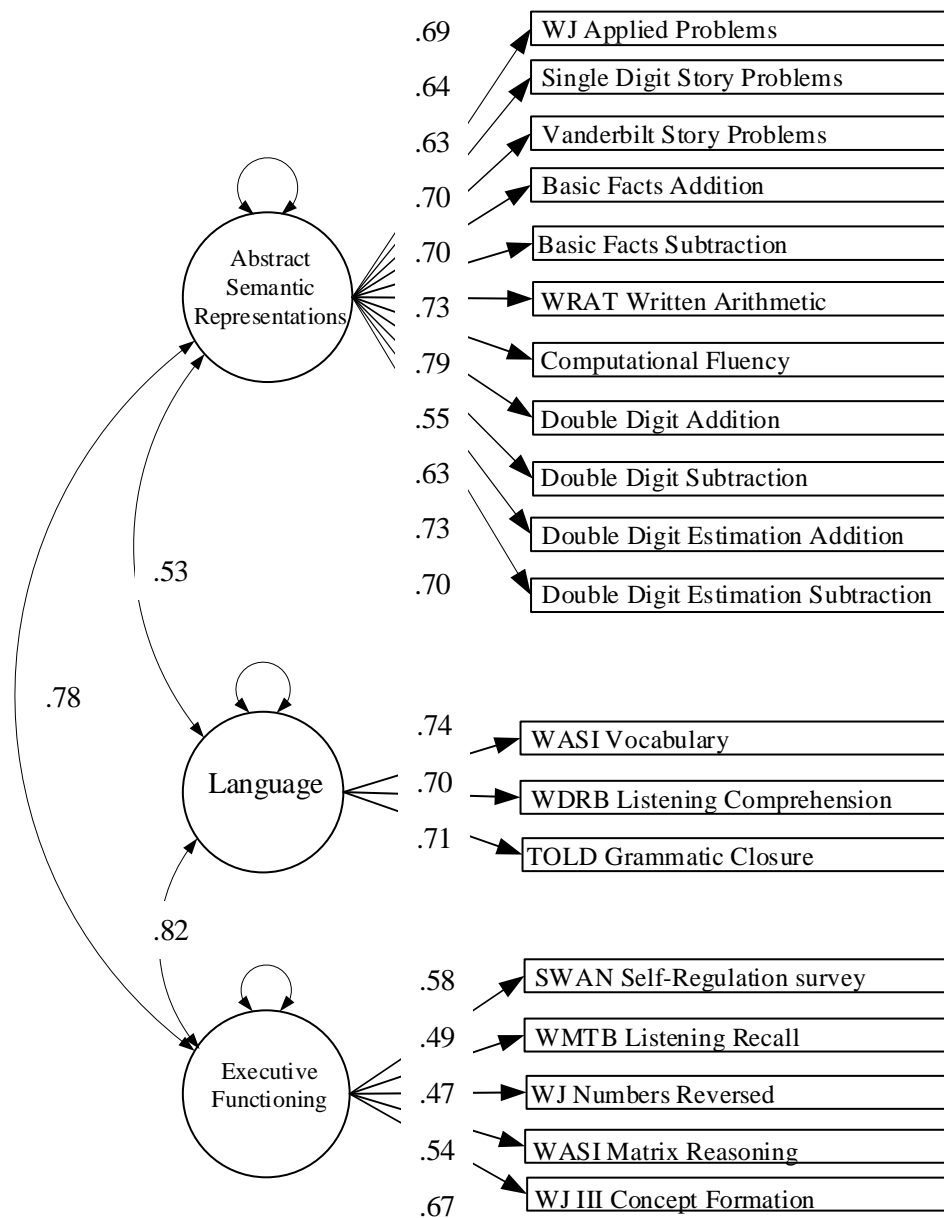 .69
WJ Applied Problems
.64
Single Digit Story Problems
.63
Vanderbilt Story Problems
.70
Basic Facts Addition
.70
Basic Facts Subtraction
.73
WRAT Written Arithmetic
.79
Computational Fluency
.55
Double Digit Addition
.63
Double Digit Subtraction
.73
Double Digit Estimation Addition
.70
Double Digit Estimation Subtraction
Abstract
Semantic
Representations
.53
.78
.74
WASI Vocabulary
.70
WDRB Listening Comprehension
.71
TOLD Grammatic Closure
Language
.82
.58
SWAN Self-Regulation survey
.49
WMTB Listening Recall
.47
WJ Numbers Reversed
.54
WASI Matrix Reasoning
.67
WJ III Concept Formation
Executive
Functioning